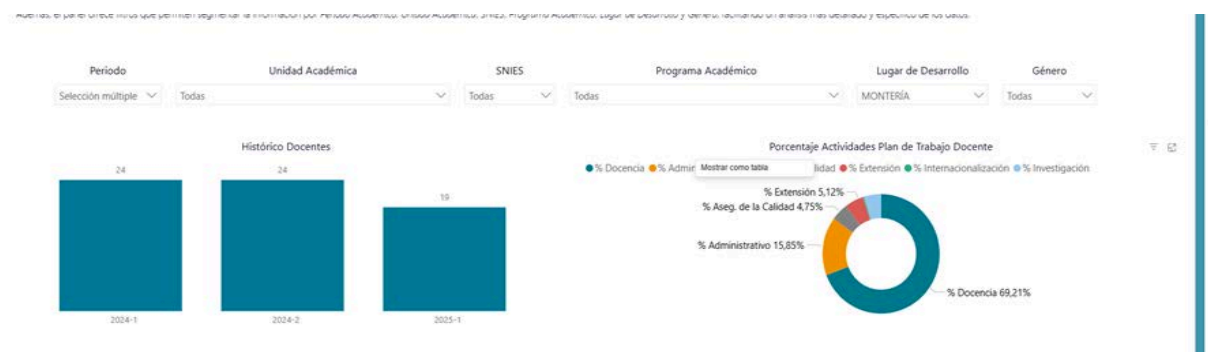 Además, el panel ofrece filtros que permiten segmentar la información por Periodo Académico, Unidad Académica, SNIES, Programa Académico, Lugar de Desarrollo y Género, facilitando un análisis más detallado y específico de los datos.
Periodo Unidad Académica SNIES Programa Académico Lugar de Desarrollo Género
Selección múltiple Todas Todas Todas MONTERÍA Todas
Histórico Docentes
24 24 19
2024-1 2024-2 2025-1
Porcentaje Actividades Plan de Trabajo Docente
% Docencia % Admin Mostrar como tabla lidad % Extensión % Internacionalización % Investigación
% Extensión 5,12%
% Aseg. de la Calidad 4,75%
% Administrativo 15,85%
% Docencia 69,21%